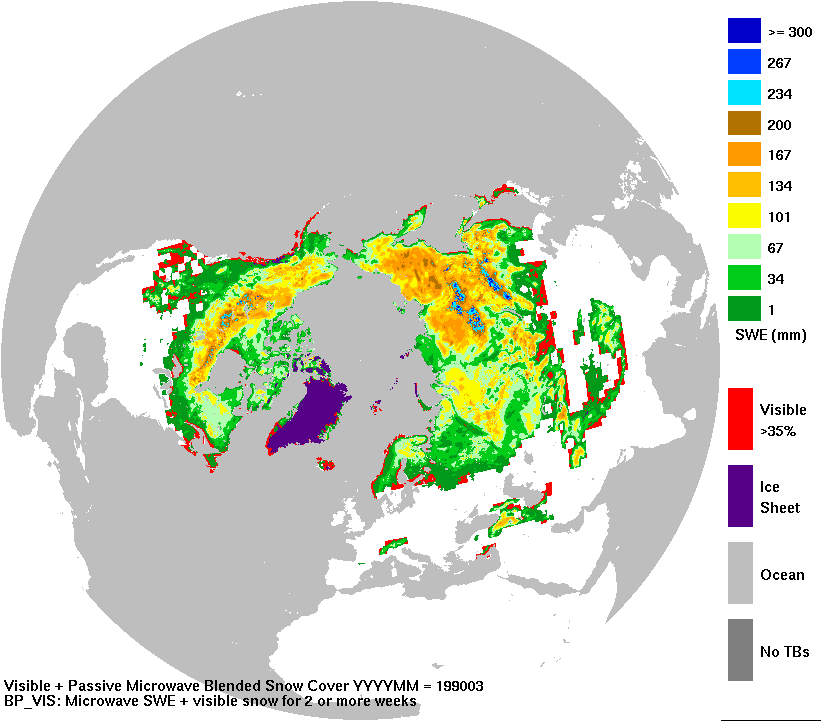 >= 300
267
234
200
167
134
101
67
34
1
SWE (mm)
Visible
>35%
Ice
Sheet
Ocean
No TBs
Visible + Passive Microwave Blended Snow Cover YYYYMM = 199003
BP_VIS: Microwave SWE + visible snow for 2 or more weeks